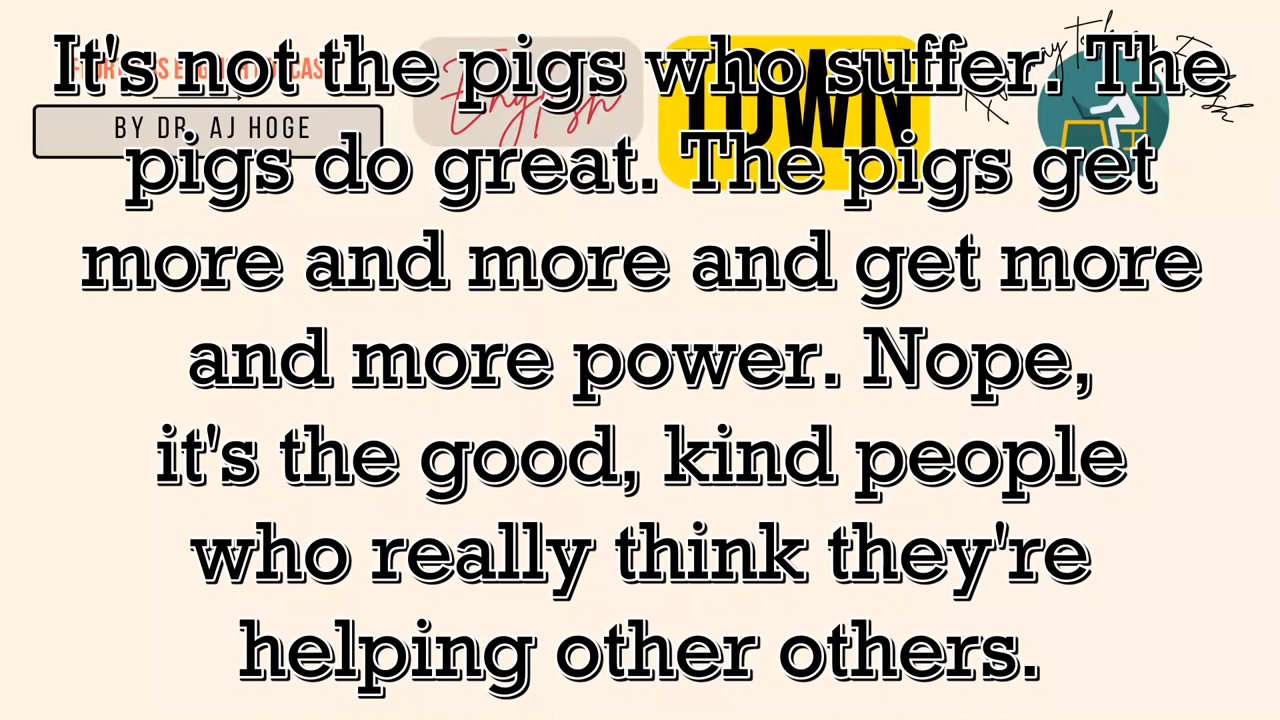 It's not the pigs who suffer. The
pigs do great. The pigs get
more and more and get more
and more power. Nope,
it's the good, kind people
who really think they're
helping other others.
BY DR. AJ HOGE
English
TOWN